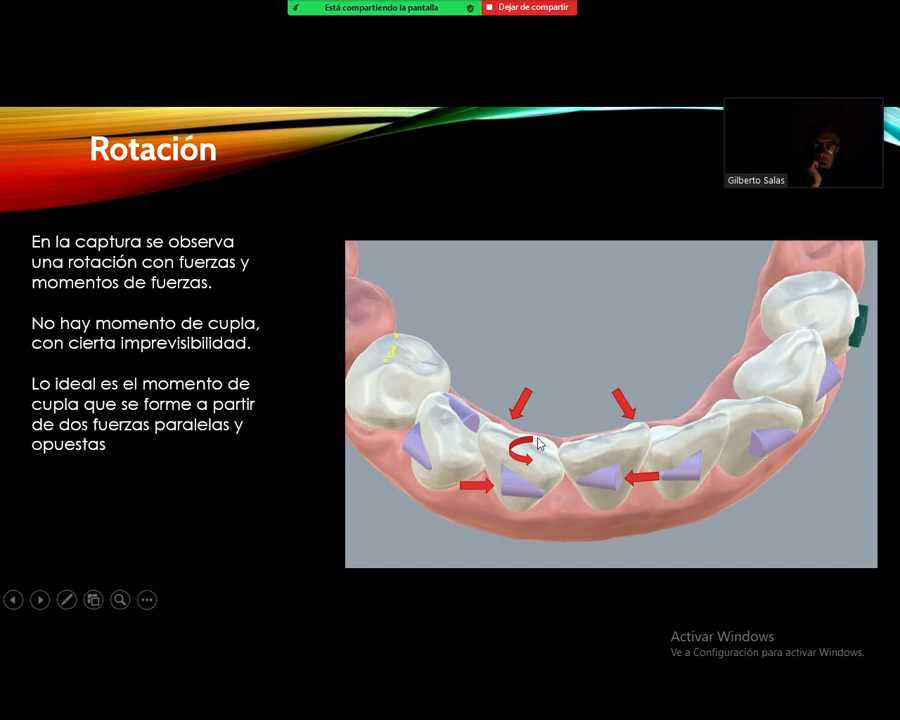 Está compartiendo la pantalla
Dejar de compartir
Rotación
Gilberto Salas
En la captura se observa
una rotación con fuerzas y
momentos de fuerzas.
No hay momento de cupla,
con cierta imprevisibilidad.
Lo ideal es el momento de
cupla que se forme a partir
de dos fuerzas paralelas y
opuestas
Activar Windows
Ve a Configuración para activar Windows.